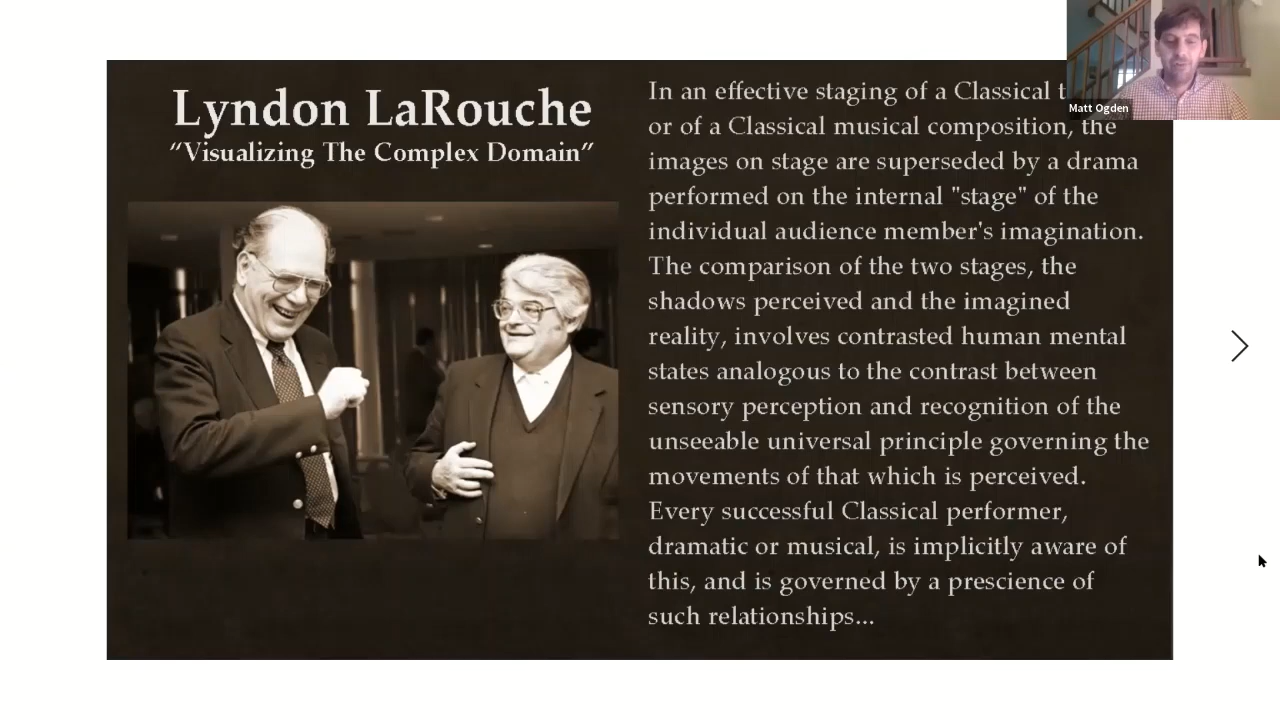 Lyndon LaRouche
“Visualizing The Complex Domain”
In an effective staging of a Classical
or of a Classical musical composition, the
images on stage are superseded by a drama
performed on the internal "stage" of the
individual audience member's imagination.
The comparison of the two stages, the
shadows perceived and the imagined
reality, involves contrasted human mental
states analogous to the contrast between
sensory perception and recognition of the
unseeable universal principle governing the
movements of that which is perceived.
Every successful Classical performer,
dramatic or musical, is implicitly aware of
this, and is governed by a prescience of
such relationships...
Matt Ogden